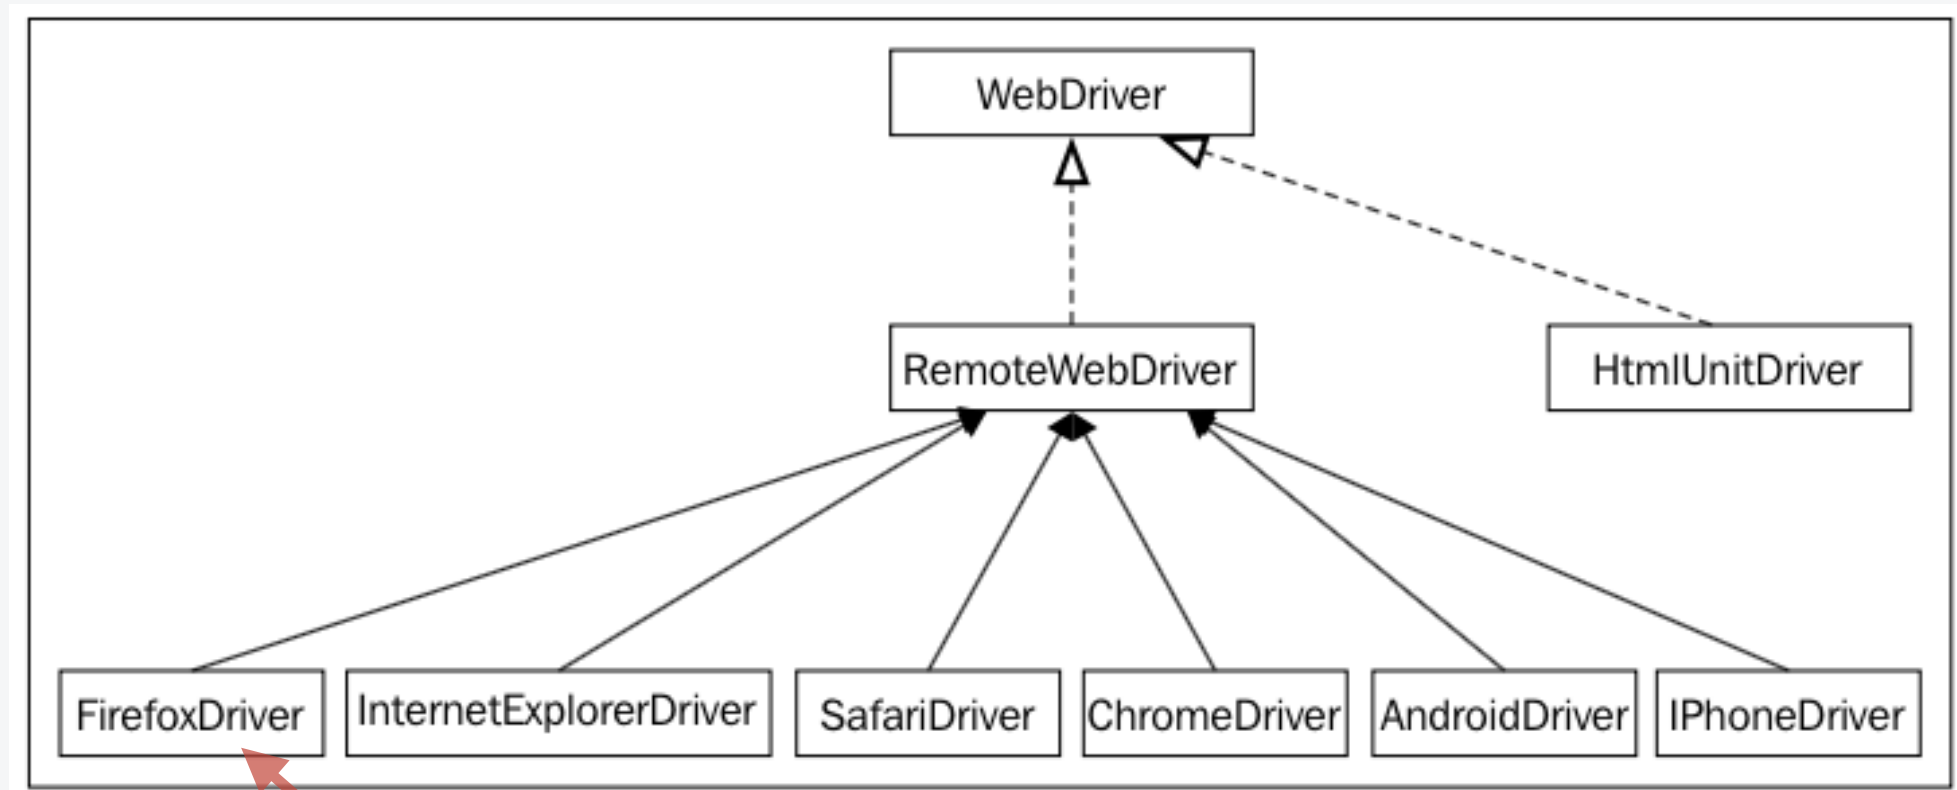 WebDriver
RemoteWebDriver
HtmlUnitDriver
FirefoxDriver
InternetExplorerDriver
SafariDriver
ChromeDriver
AndroidDriver
IPhoneDriver